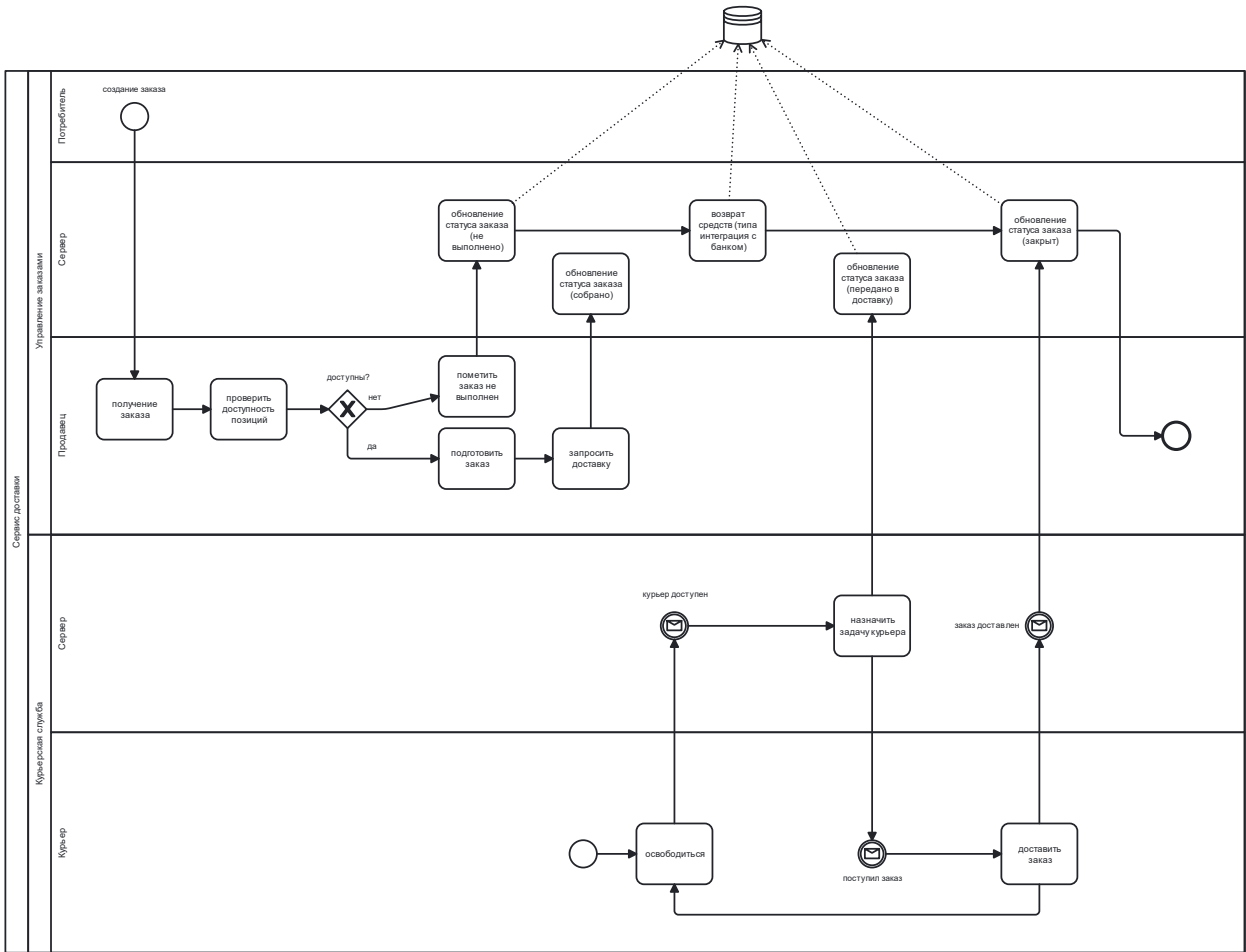 создание заказа
Потребитель
Сервис доставки
Управление заказами
Сервер
обновление
статуса заказа
(не
выполнено)
возврат
средств (типа
интеграция с
банком)
обновление
статуса заказа
(закрыт)
обновление
статуса заказа
(собрано)
обновление
статуса заказа
(передано в
доставку)
Продавец
получение
заказа
проверить
доступность
позиций
доступны?
нет
да
пометить
заказ не
выполнен
подготовить
заказ
запросить
доставку
Курьерская служба
Сервер
курьер доступен
назначить
задачу курьера
заказ доставлен
Курьер
освободиться
поступил заказ
доставить
заказ